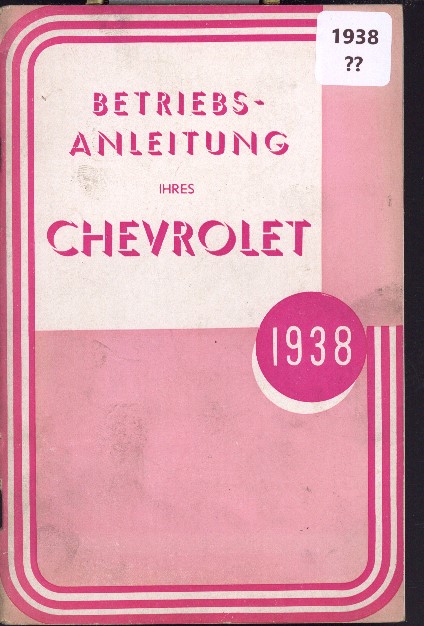 1938
??
BETRIEBS-
ANLEITUNG
IHRES
CHEVROLET
1938